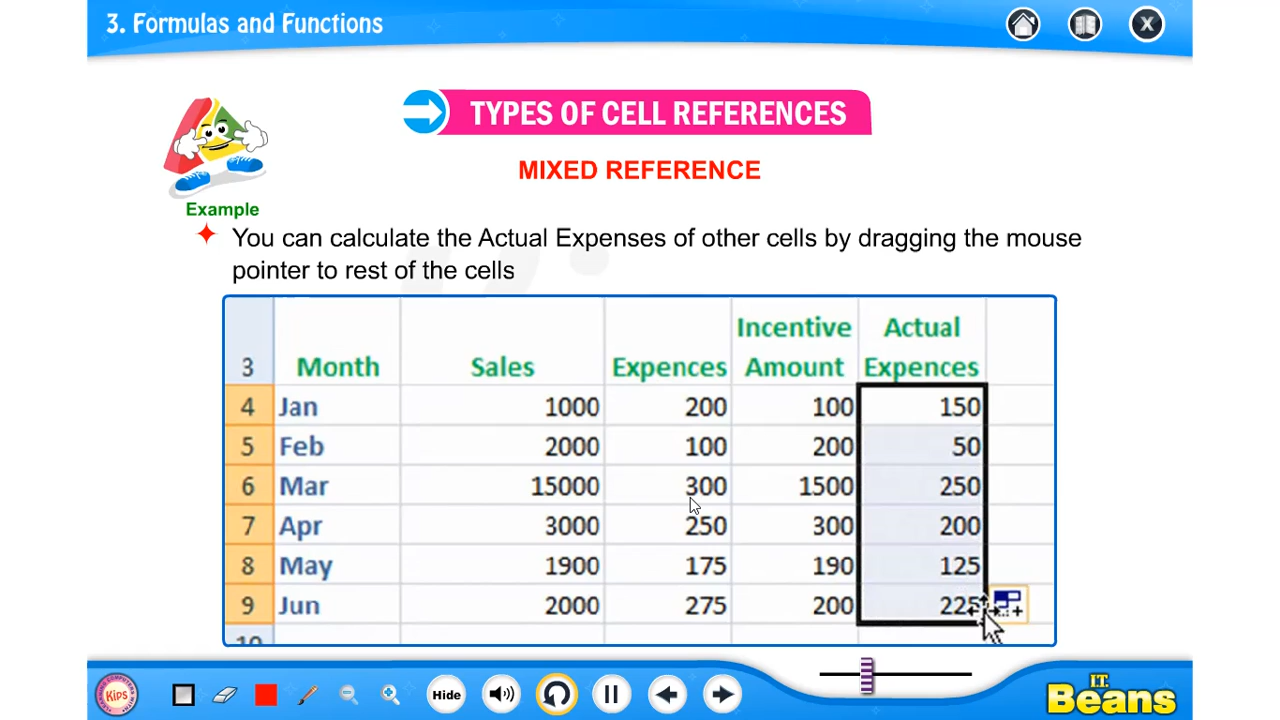 3. Formulas and Functions
TYPES OF CELL REFERENCES
MIXED REFERENCE
Example
You can calculate the Actual Expenses of other cells by dragging the mouse
pointer to rest of the cells
Incentive Actual
3 Month Sales Expences Amount Expences
4 Jan 1000 200 100 150
5 Feb 2000 100 200 50
6 Mar 15000 300 1500 250
7 Apr 3000 250 300 200
8 May 1900 175 190 125
9 Jun 2000 275 200 225
10
Kips
Hide
I.T.
Beans